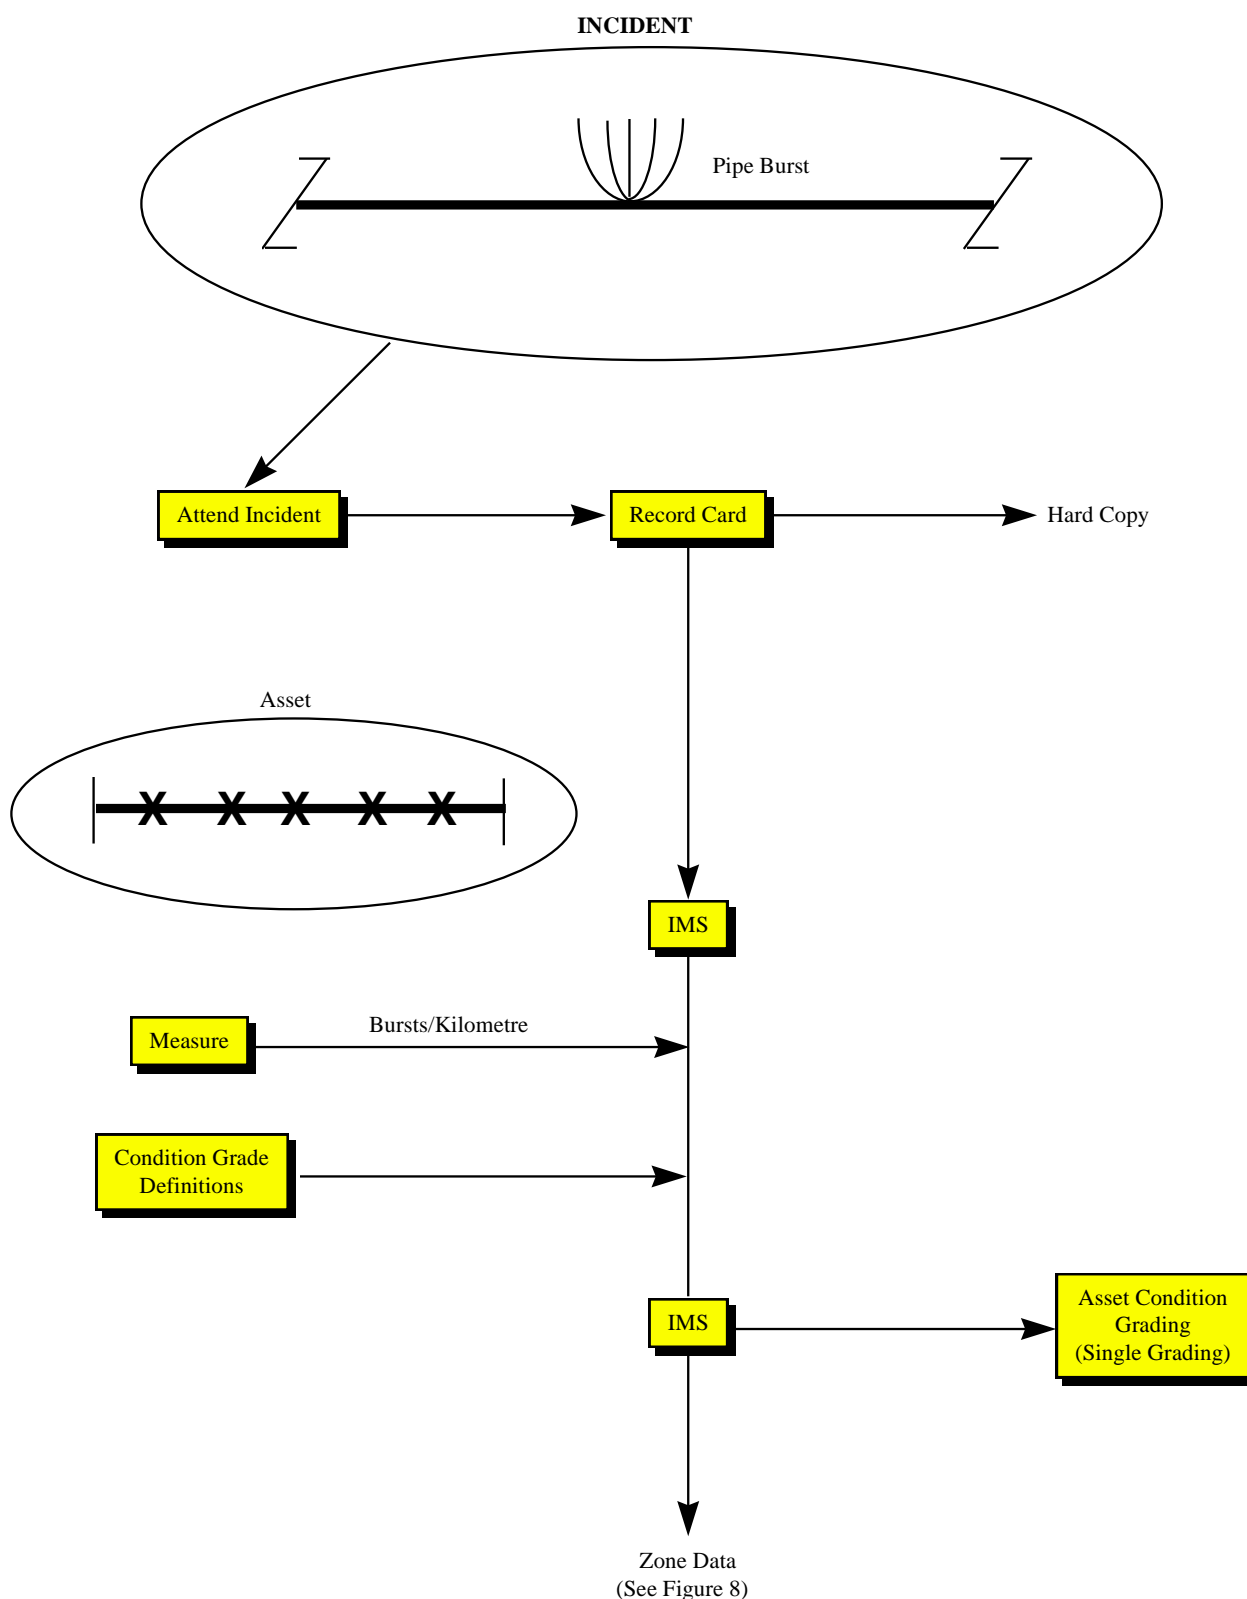 INCIDENT
Pipe Burst
Attend Incident
Record Card
Hard Copy
Asset
X X X X X
IMS
Bursts/Kilometre
Measure
Condition Grade
Definitions
IMS
Asset Condition
Grading
(Single Grading)
Zone Data
(See Figure 8)